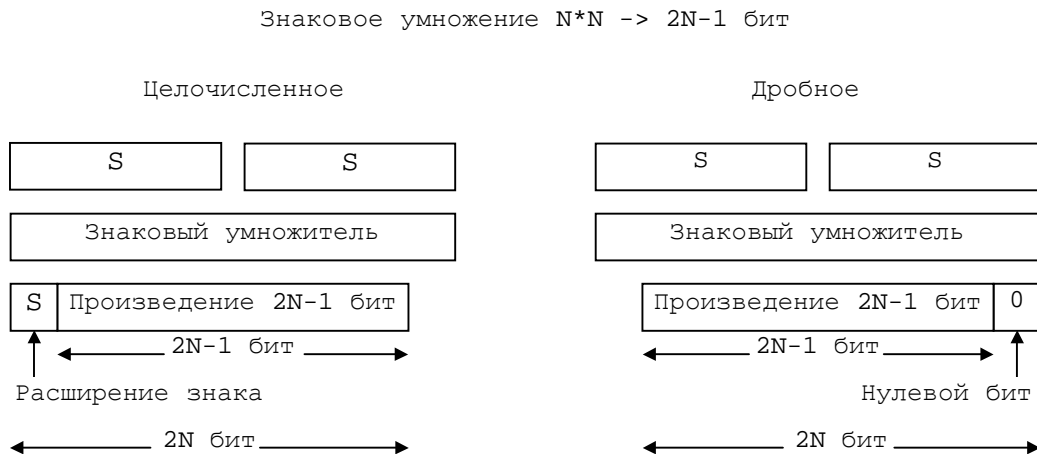 Знаковое умножение N*N -> 2N-1 бит
Целочисленное
Дробное
S S
S S
Знаковый умножитель
Знаковый умножитель
S Произведение 2N-1 бит
Произведение 2N-1 бит 0
2N-1 бит
2N-1 бит
Расширение знака
Нулевой бит
2N бит
2N бит